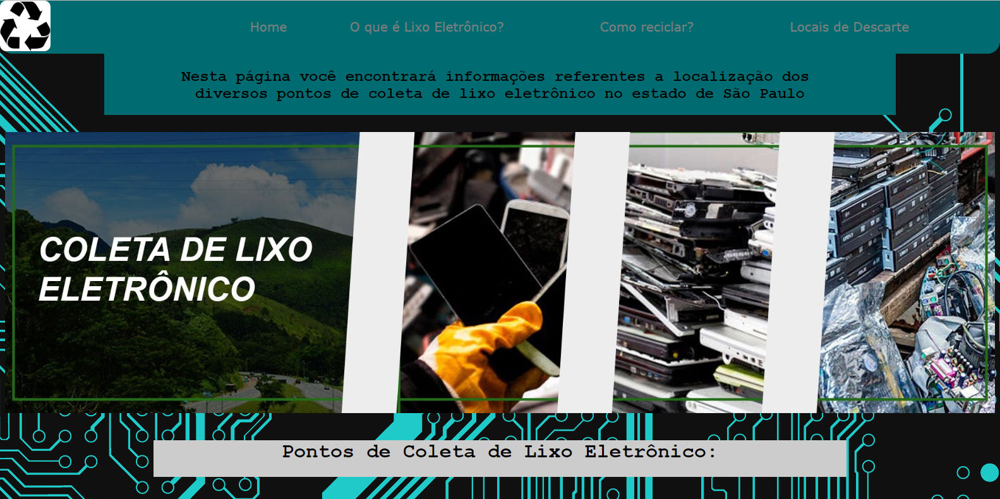 Home O que é Lixo Eletrônico? Como reciclar? Locais de Descarte
Nesta página você encontrará informações referentes a localização dos
diversos pontos de coleta de lixo eletrônico no estado de São Paulo
COLETA DE LIXO
ELETRÔNICO
Pontos de Coleta de Lixo Eletrônico: